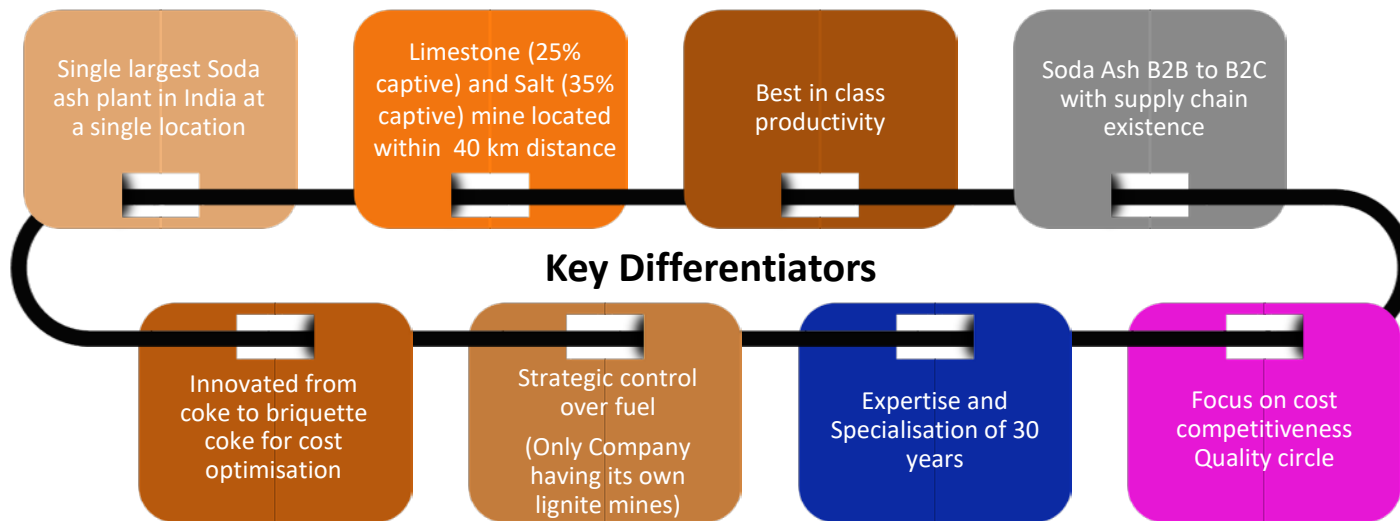 Single largest Soda
ash plant in India at
a single location
Limestone (25%
captive) and Salt (35%
captive) mine located
within 40 km distance
Best in class
productivity
Soda Ash B2B to B2C
with supply chain
existence
Key Differentiators
Innovated from
coke to briquette
coke for cost
optimisation
Strategic control
over fuel
(Only Company
having its own
lignite mines)
Expertise and
Specialisation of 30
years
Focus on cost
competitiveness
Quality circle